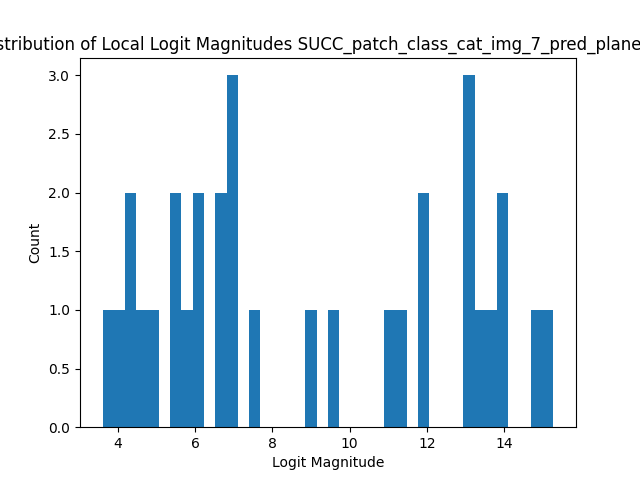 stribution of Local Logit Magnitudes SUCC_patch_class_cat_img_7_pred_plane
3.0
2.5
2.0
1.5
1.0
0.5
0.0
Count
4 6 8 10 12 14
Logit Magnitude